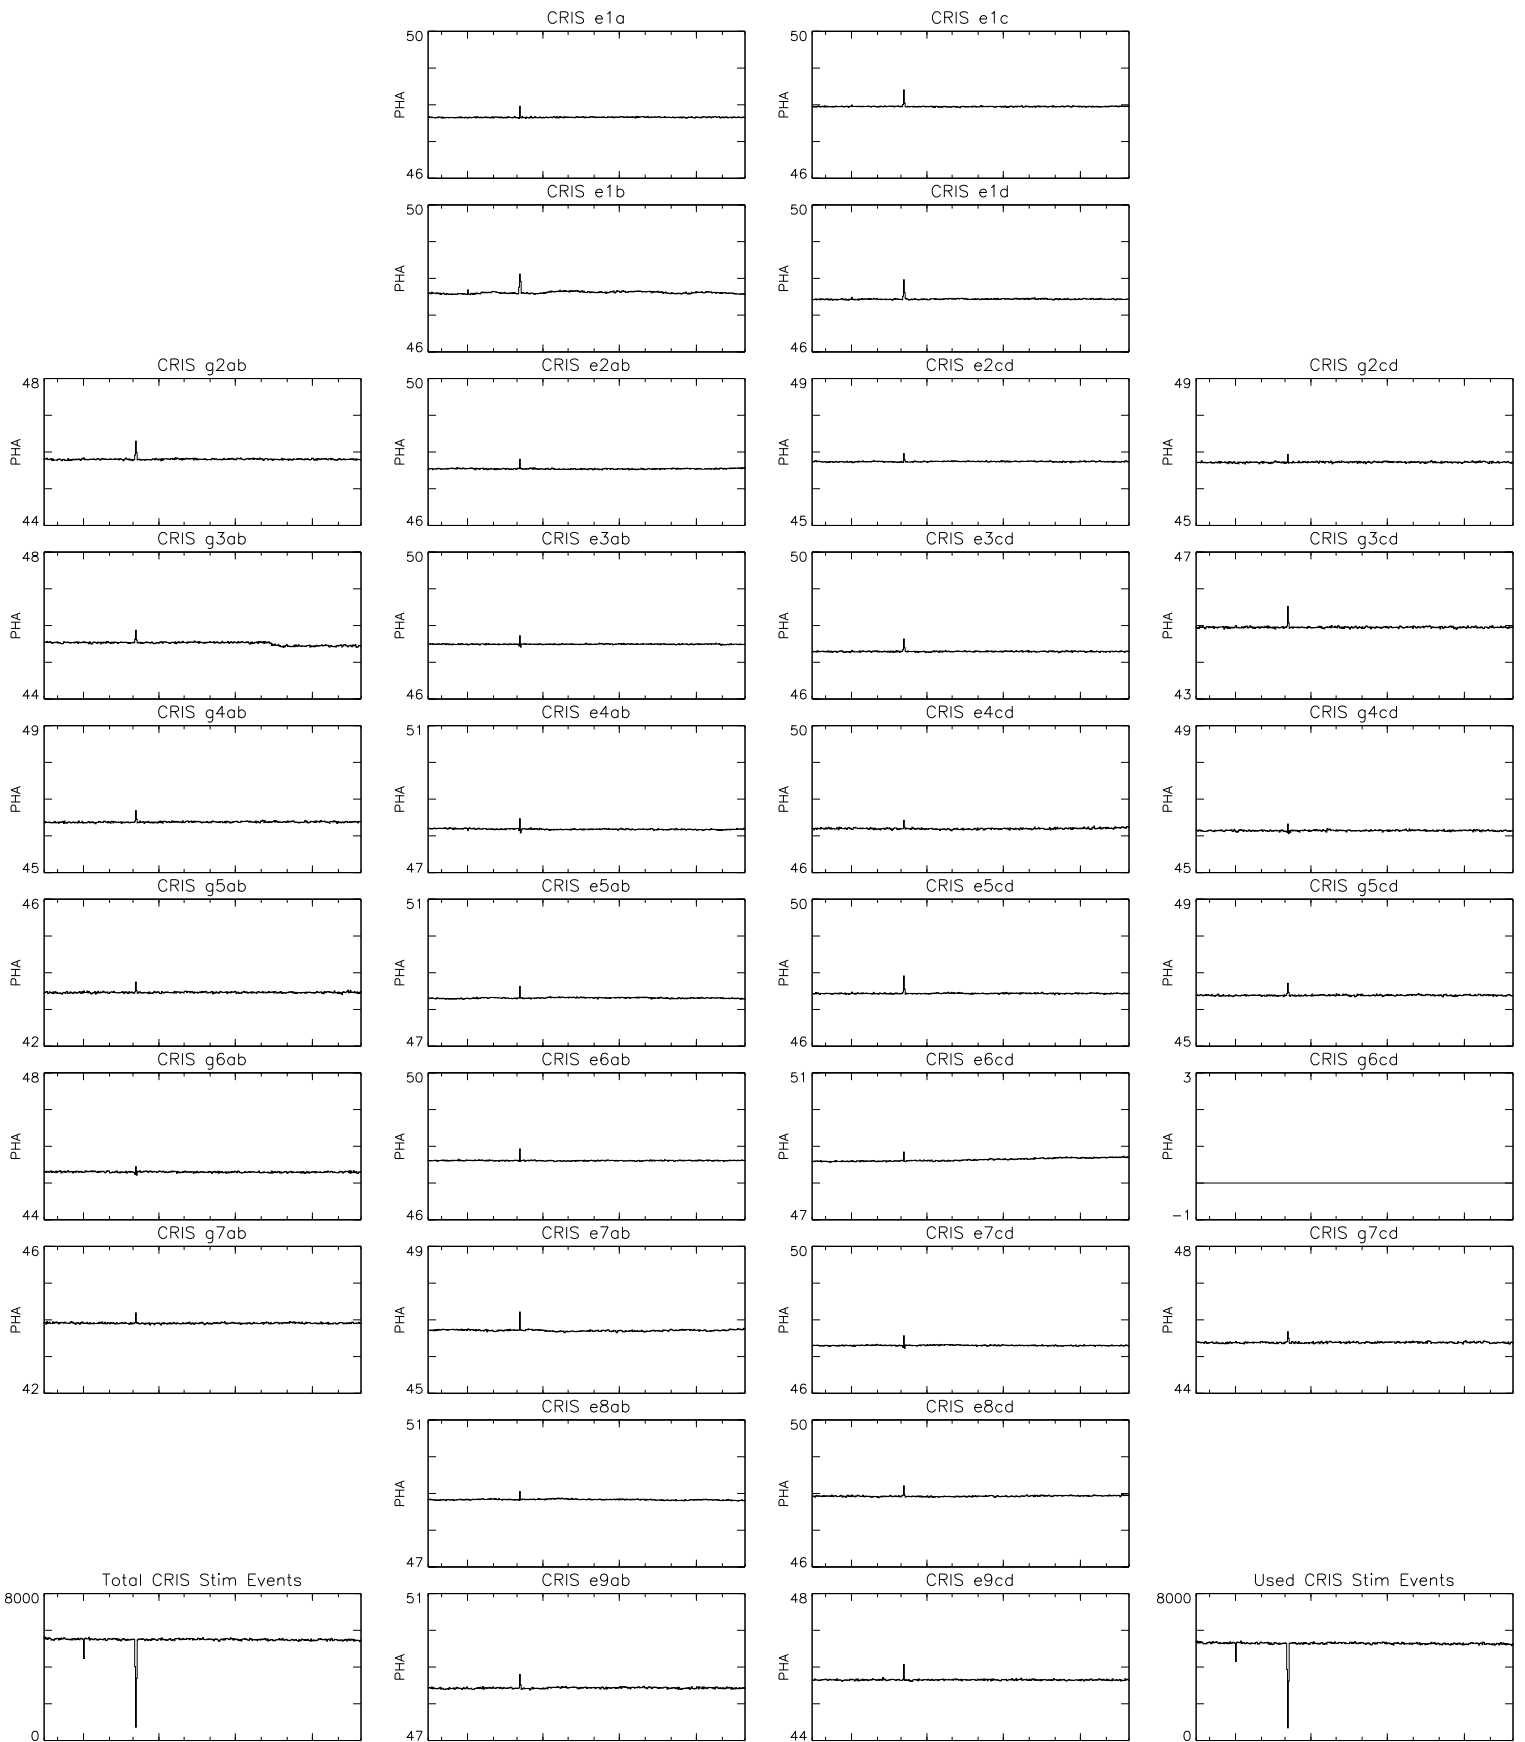 CRIS e1a
50
PHA
46
CRIS e1c
50
PHA
46
CRIS e1b
50
PHA
46
CRIS e1d
50
PHA
46
CRIS g2ab
48
PHA
44
CRIS e2ab
50
PHA
46
CRIS e2cd
49
PHA
45
CRIS g2cd
49
PHA
45
CRIS g3ab
48
PHA
44
CRIS e3ab
50
PHA
46
CRIS e3cd
50
PHA
46
CRIS g3cd
47
PHA
43
CRIS g4ab
49
PHA
45
CRIS e4ab
51
PHA
47
CRIS e4cd
50
PHA
46
CRIS g4cd
49
PHA
45
CRIS g5ab
46
PHA
42
CRIS e5ab
51
PHA
47
CRIS e5cd
50
PHA
46
CRIS g5cd
49
PHA
45
CRIS g6ab
48
PHA
44
CRIS e6ab
50
PHA
46
CRIS e6cd
51
PHA
47
CRIS g6cd
3
PHA
-1
CRIS g7ab
46
PHA
42
CRIS e7ab
49
PHA
45
CRIS e7cd
50
PHA
46
CRIS g7cd
48
PHA
44
CRIS e8ab
51
PHA
47
CRIS e8cd
50
PHA
46
Total CRIS Stim Events
8000
0
CRIS e9ab
51
PHA
47
CRIS e9cd
48
PHA
44
Used CRIS Stim Events
8000
0